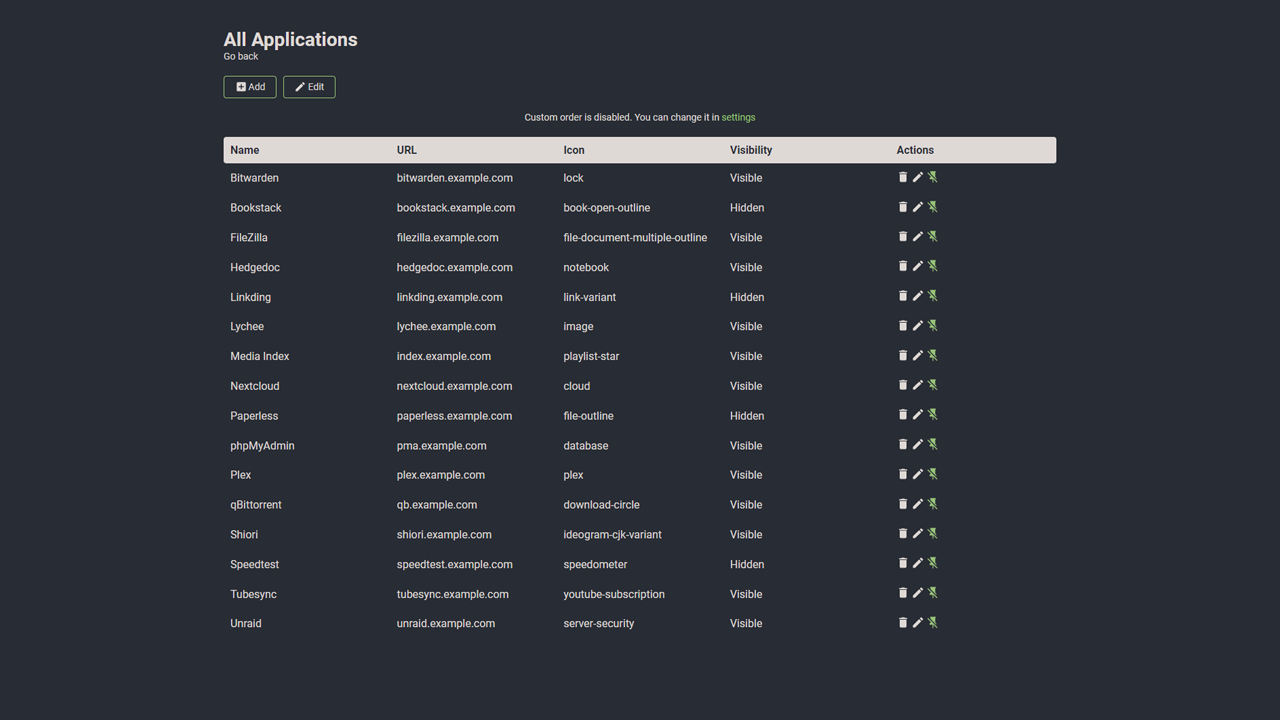 All Applications
Go back
Add Edit
Custom order is disabled. You can change it in settings
Name URL Icon Visibility Actions
Bitwarden bitwarden.example.com lock Visible
Bookstack bookstack.example.com book-open-outline Hidden
FileZilla filezilla.example.com file-document-multiple-outline Visible
Hedgedoc hedgedoc.example.com notebook Visible
Linkding linkding.example.com link-variant Hidden
Lychee lychee.example.com image Visible
Media Index index.example.com playlist-star Visible
Nextcloud nextcloud.example.com cloud Visible
Paperless paperless.example.com file-outline Hidden
phpMyAdmin pma.example.com database Visible
Plex plex.example.com plex Visible
qBittorrent qb.example.com download-circle Visible
Shiori shiori.example.com ideogram-cjk-variant Visible
Speedtest speedtest.example.com speedometer Hidden
Tubesync tubesync.example.com youtube-subscription Visible
Unraid unraid.example.com server-security Visible